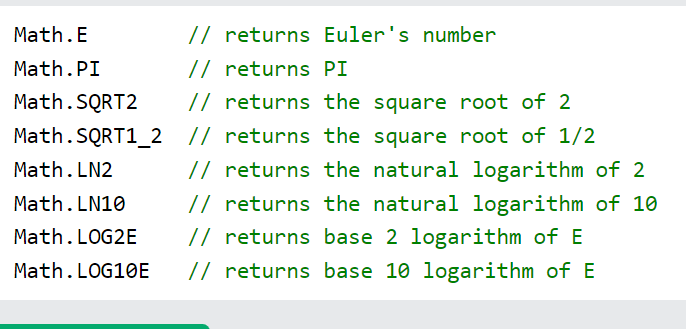 Math.E        // returns Euler's number
Math.PI       // returns PI
Math.SQRT2    // returns the square root of 2
Math.SQRT1_2  // returns the square root of 1/2
Math.LN2      // returns the natural logarithm of 2
Math.LN10     // returns the natural logarithm of 10
Math.LOG2E    // returns base 2 logarithm of E
Math.LOG10E   // returns base 10 logarithm of E